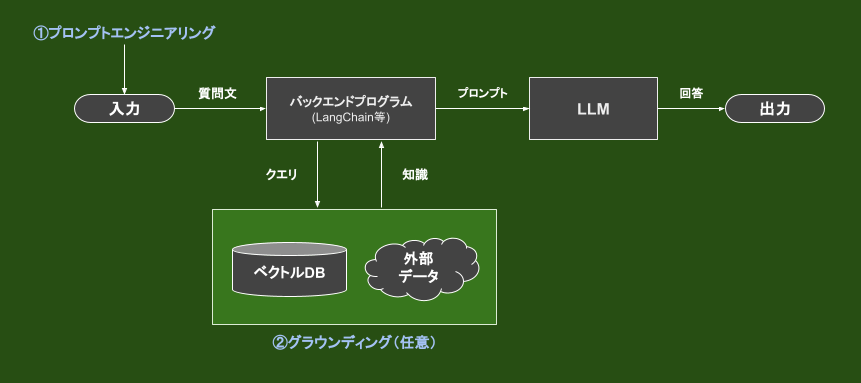 ①プロンプトエンジニアリング
入力
質問文
バックエンドプログラム
(LangChain等)
プロンプト
LLM
回答
出力
クエリ
知識
ベクトルDB
外部
データ
②グラウンディング（任意）